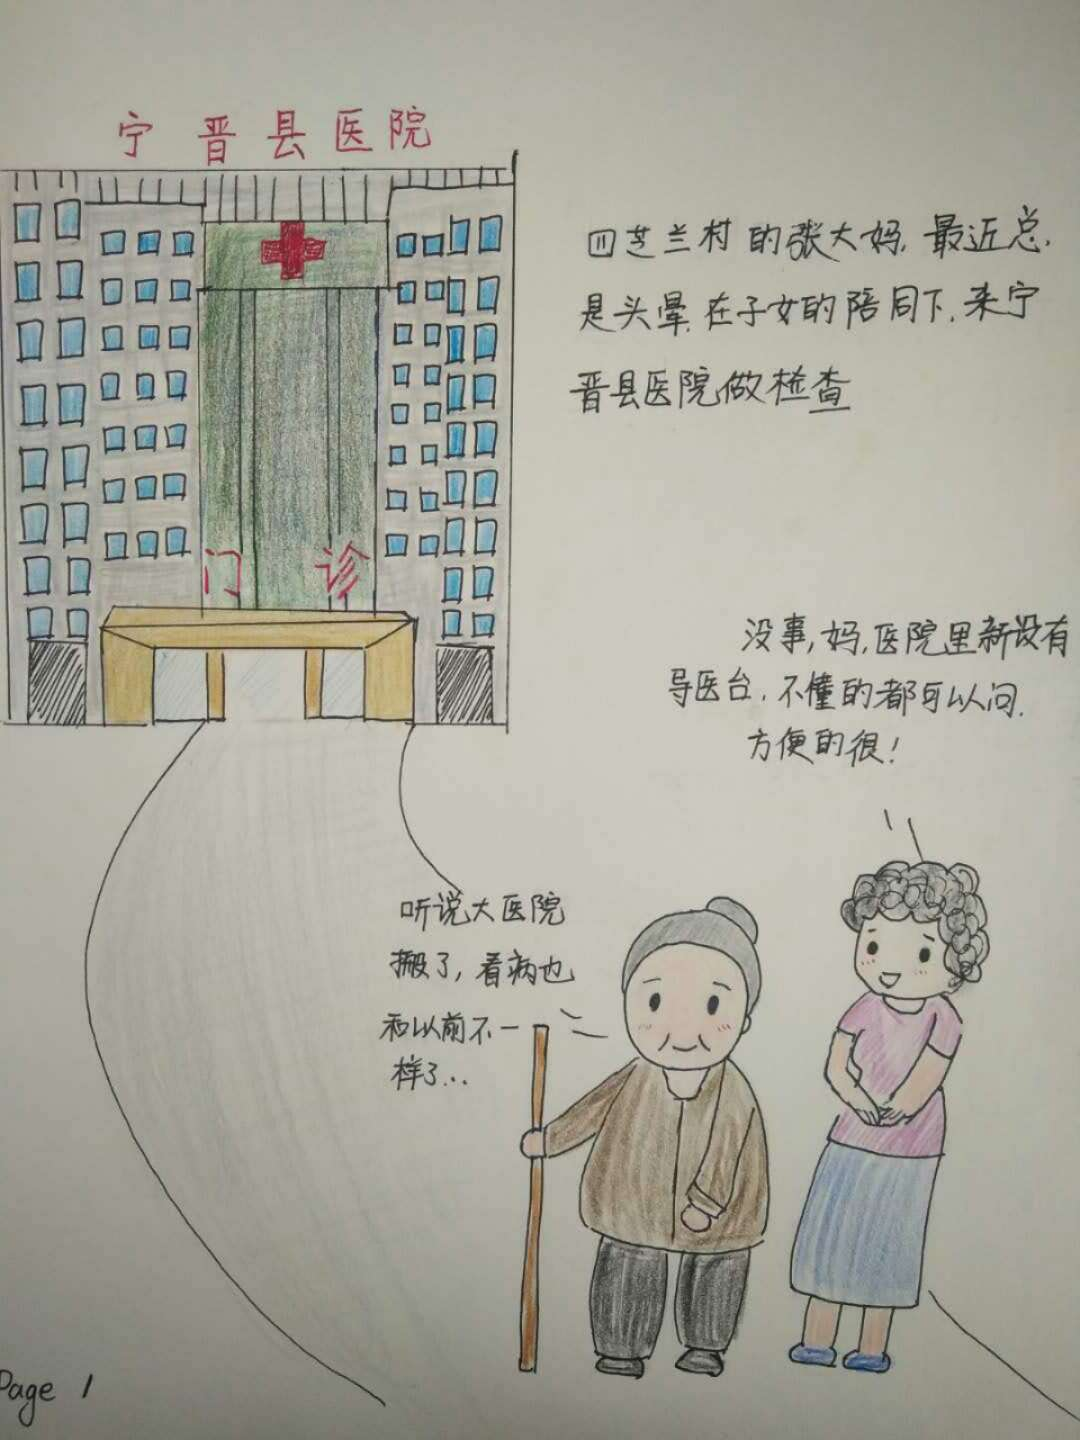 宁晋县医院
四芝兰村的张大妈,最近总
是头晕,在子女的陪同下,来宁
晋县医院做检查
门诊
没事,妈,医院里新设有
导医台,不懂的都可以问,
方便的很!
听说大医院
搬了,看病也
和以前不一
样了...
Page 1